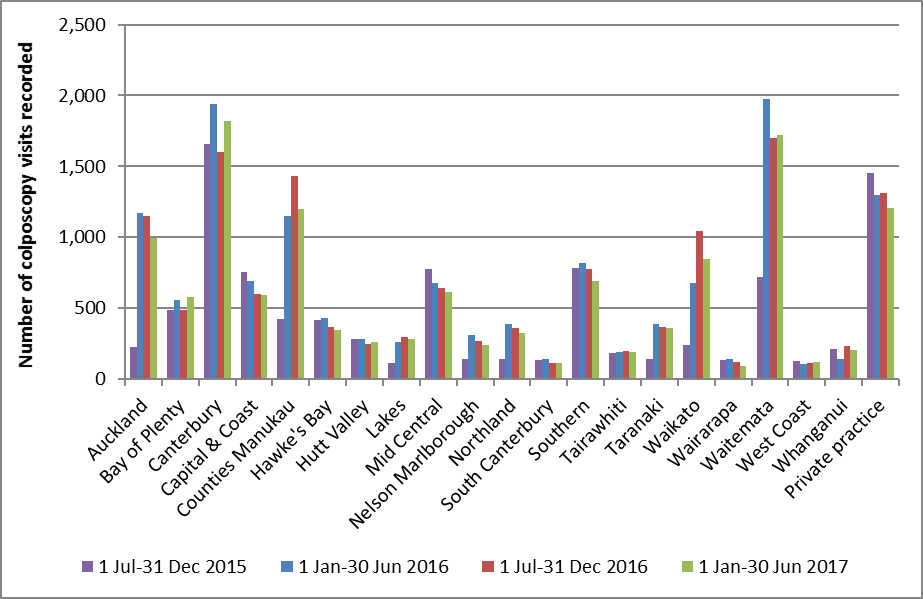 Number of colposcopy visits recorded
2,500
2,000
1,500
1,000
500
0
Auckland
Bay of Plenty
Canterbury
Capital & Coast
Counties Manukau
Hawke's Bay
Hutt Valley
Lakes
Mid Central
Nelson Marlborough
Northland
South Canterbury
Southern
Tairawhiti
Taranaki
Waikato
Wairarapa
Waitemata
West Coast
Whanganui
Private practice
1 Jul-31 Dec 2015 1 Jan-30 Jun 2016 1 Jul-31 Dec 2016 1 Jan-30 Jun 2017